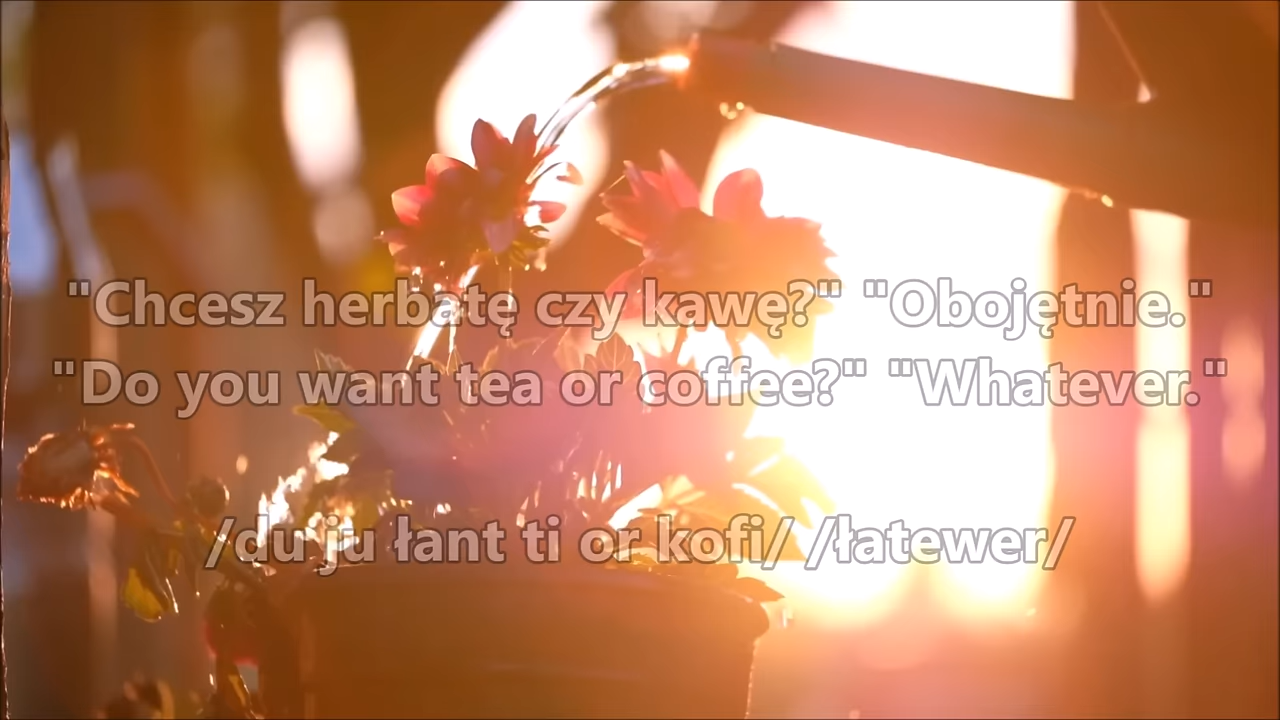 "Chcesz herbatę czy kawę?" "Obojętnie."
"Do you want tea or coffee?" "Whatever."
/du ju łant ti or kofi/ /łatewer/